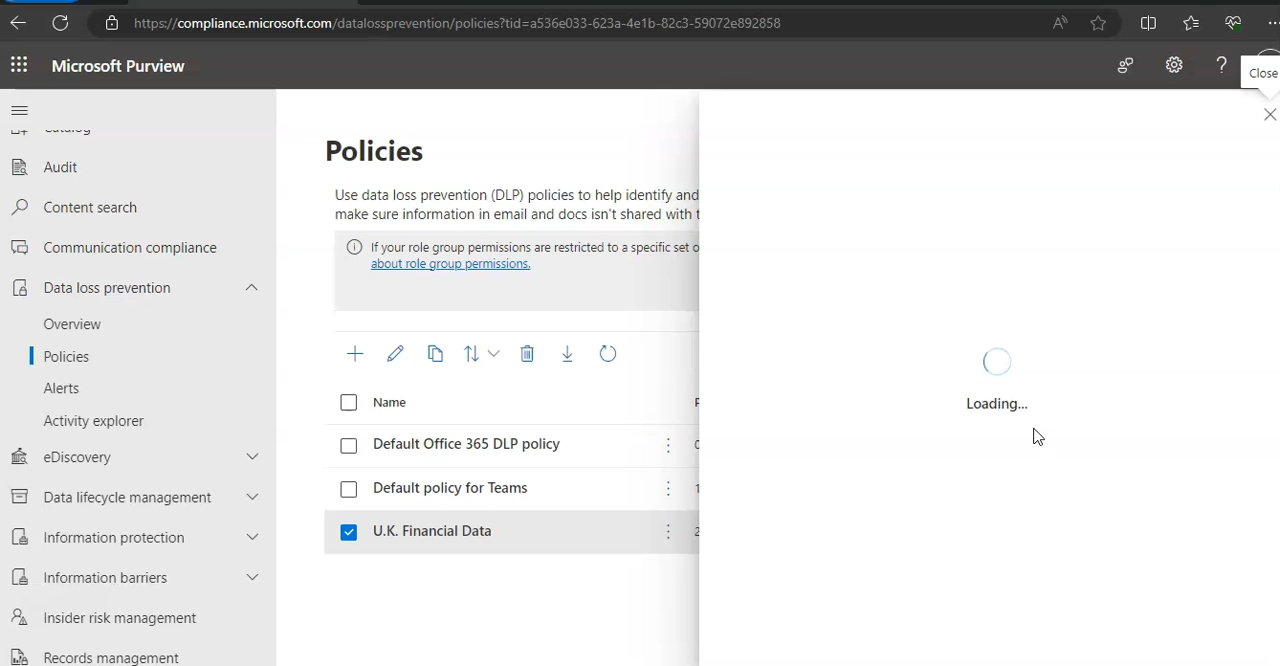 https://compliance.microsoft.com/datalossprevention/policies?tid=a536e033-623a-4e1b-82c3-59072e892858
Microsoft Purview
?
Close
Catalog
Audit
Content search
Communication compliance
Data loss prevention
Overview
Policies
Alerts
Activity explorer
eDiscovery
Data lifecycle management
Information protection
Information barriers
Insider risk management
Records management
Policies
Use data loss prevention (DLP) policies to help identify and
make sure information in email and docs isn't shared with t
If your role group permissions are restricted to a specific set o
about role group permissions.
Name
Default Office 365 DLP policy
Default policy for Teams
U.K. Financial Data
Loading...